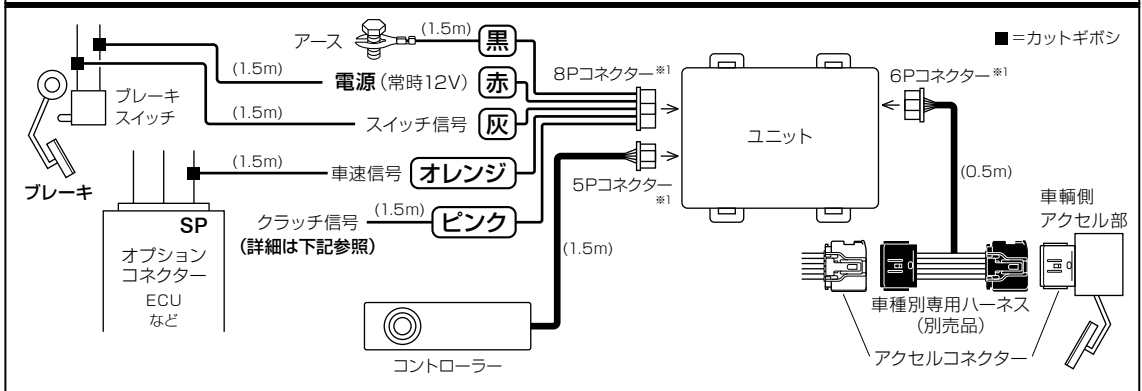 ■=カットギボシ
アース (1.5m) 黒
(1.5m) 電源(常時12V) 赤
8Pコネクター※1
6Pコネクター※1
ブレーキ
スイッチ
(1.5m) スイッチ信号 灰
ユニット
ブレーキ
(1.5m) 車速信号 オレンジ
5Pコネクター
※1
(0.5m)
車輌側
アクセル部
SP
オプション
コネクター
ECU
など
クラッチ信号 (1.5m) ピンク
(詳細は下記参照)
(1.5m)
コントローラー
車種別専用ハーネス
(別売品)
アクセルコネクター